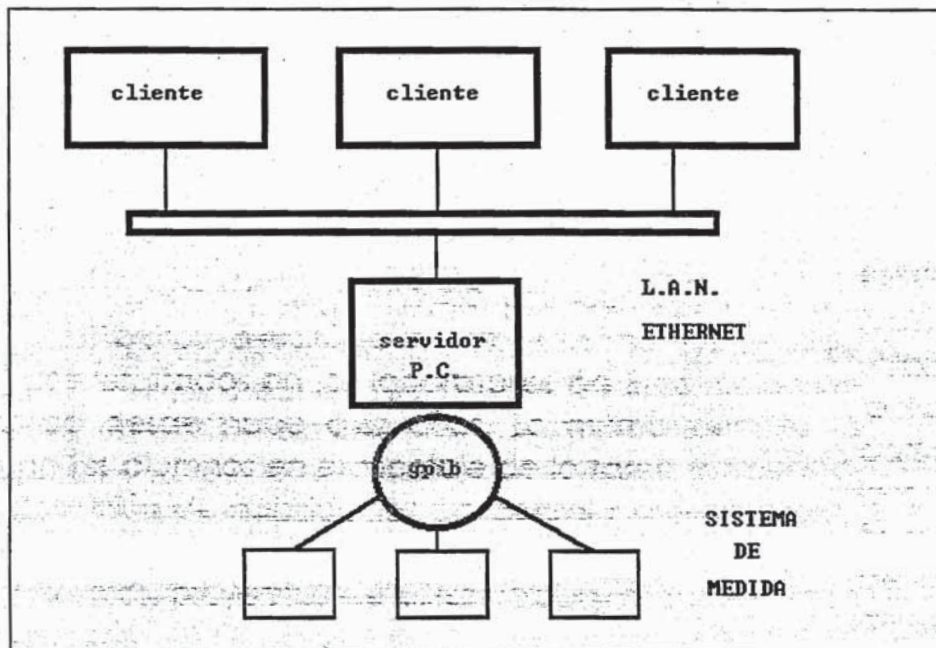 cliente
cliente
cliente
L.A.N.
ETHERNET
servidor
P.C.
gpib
SISTEMA
DE
MEDIDA